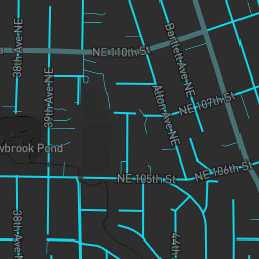 38th Ave NE
39th Ave NE
NE 110th St
Bartlett Ave NE
Alton Ave NE
NE 107th St
wbrook Pond
NE 105th St
NE 106th St
38th Ave
44th